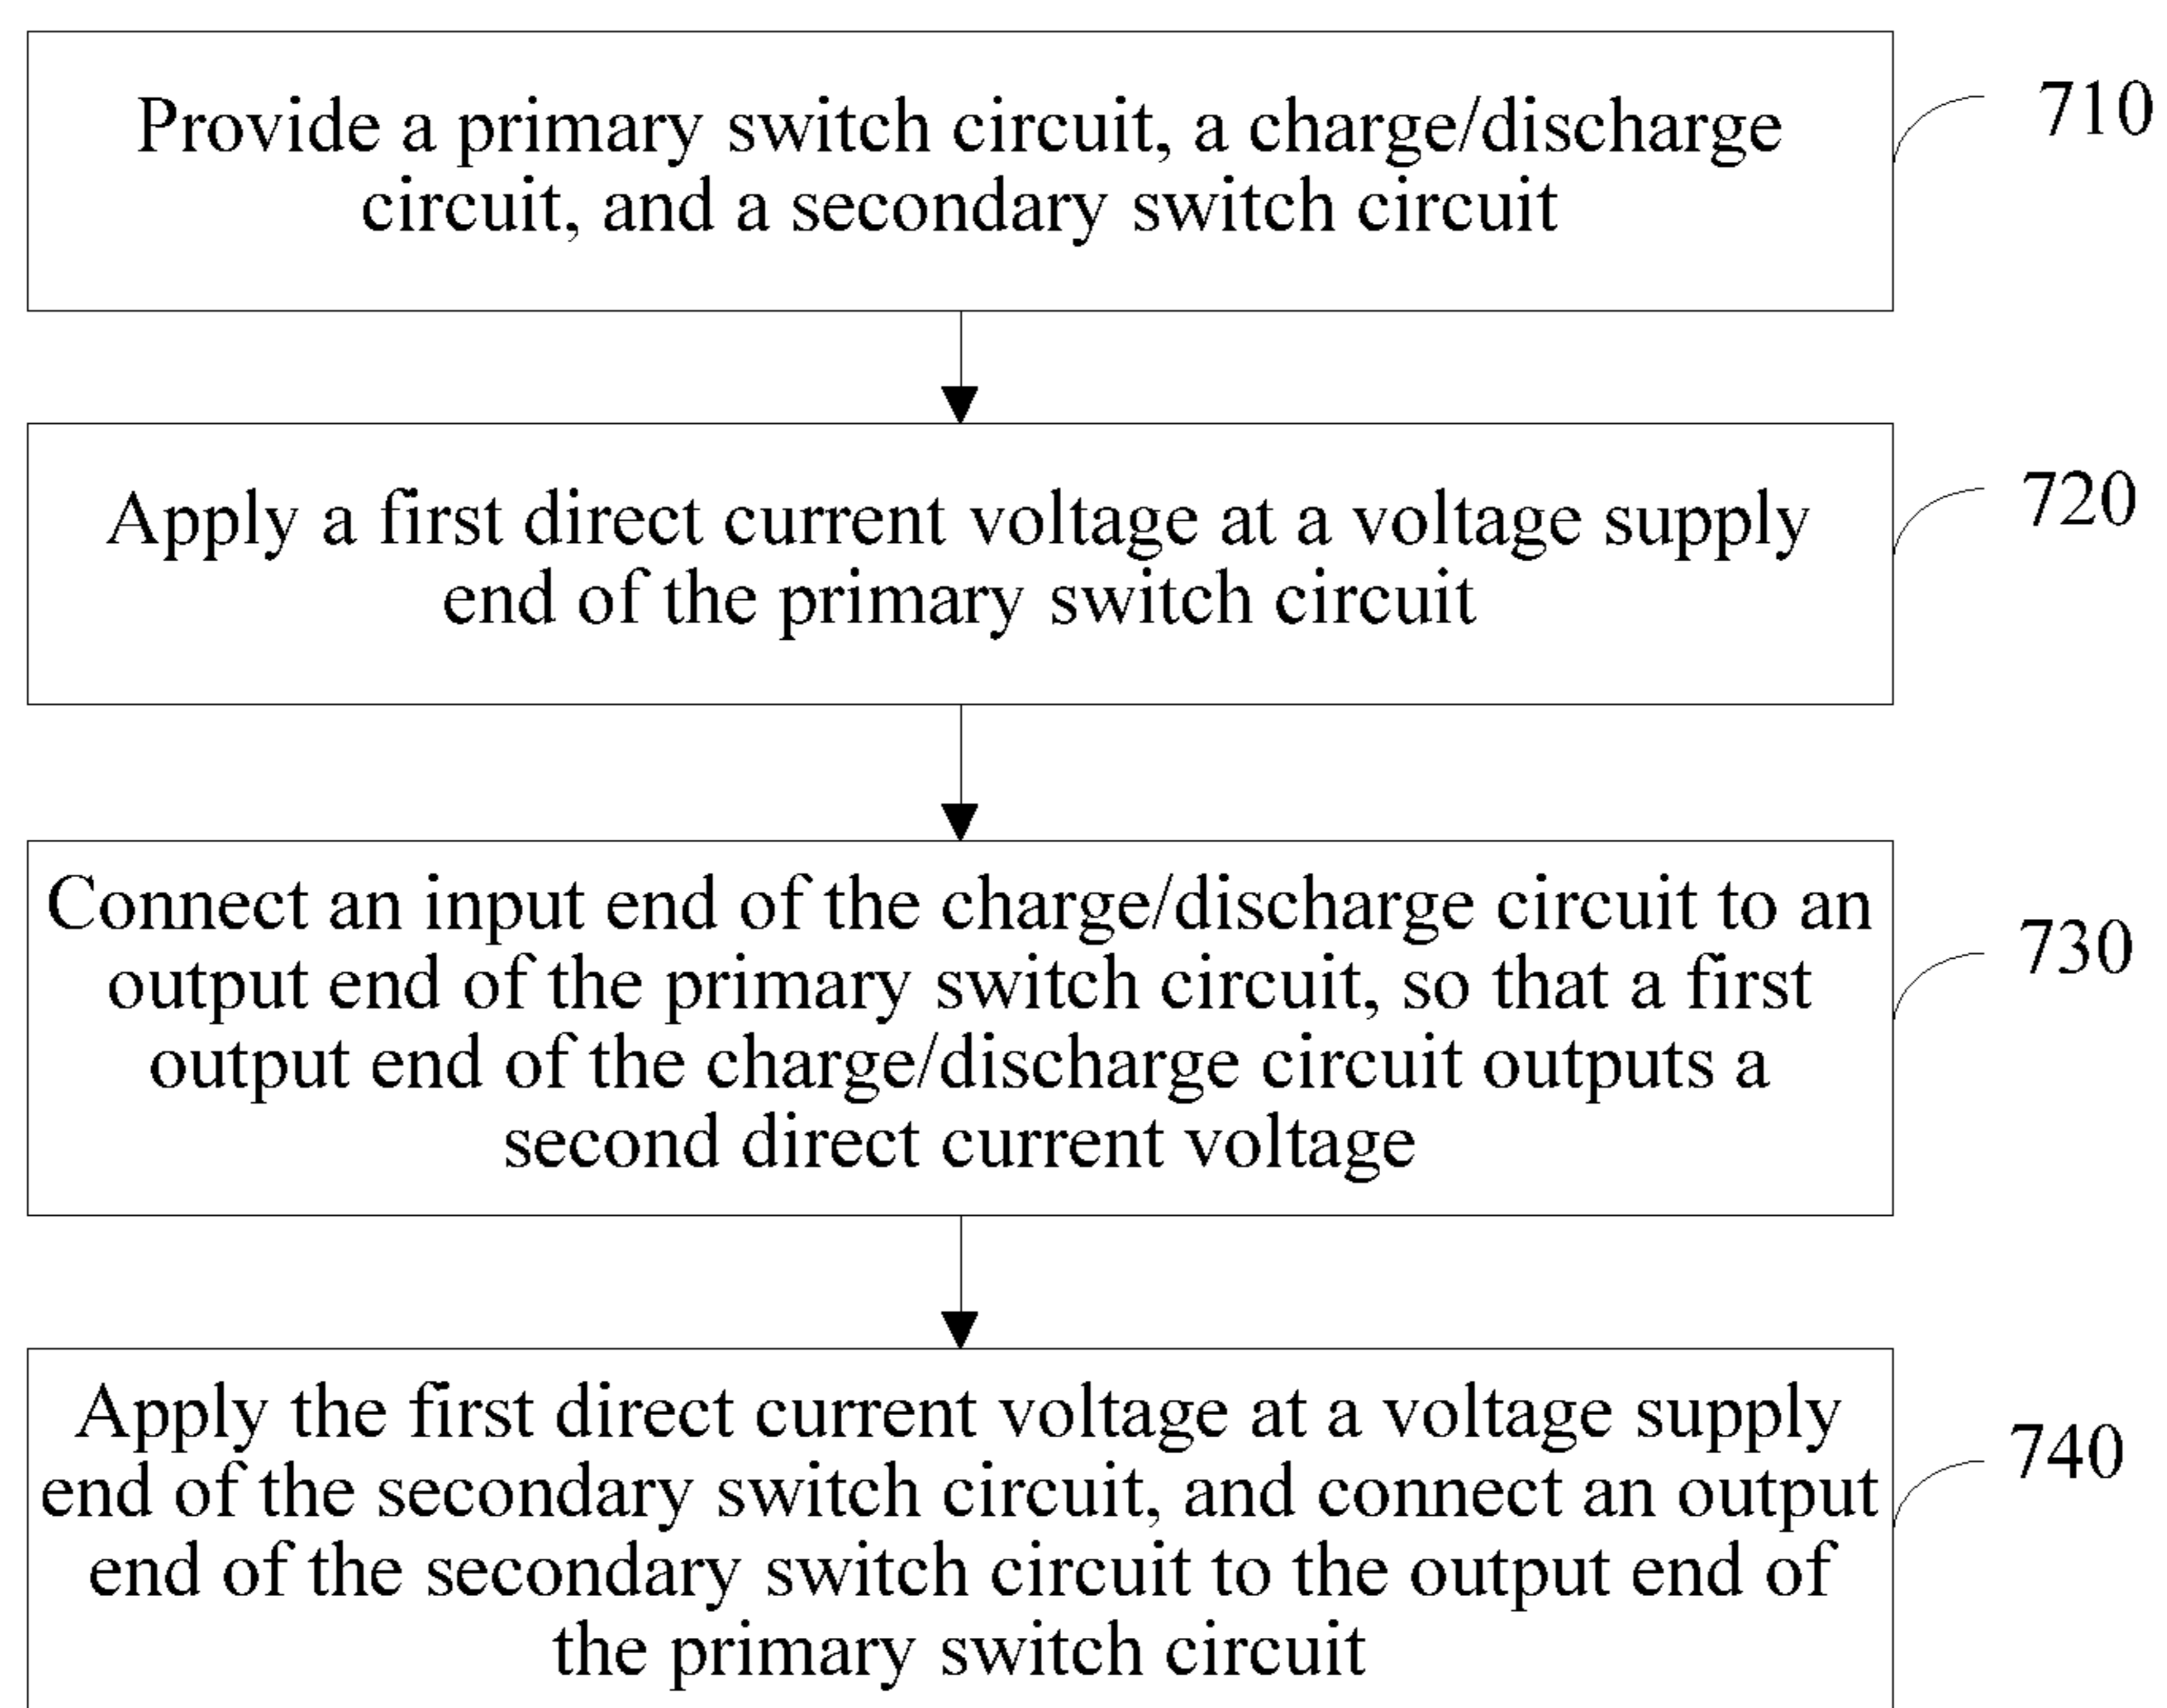 Provide a primary switch circuit, a charge/discharge
circuit, and a secondary switch circuit
710
Apply a first direct current voltage at a voltage supply
end of the primary switch circuit
720
Connect an input end of the charge/discharge circuit to an
output end of the primary switch circuit, so that a first
output end of the charge/discharge circuit outputs a
second direct current voltage
730
Apply the first direct current voltage at a voltage supply
end of the secondary switch circuit, and connect an output
end of the secondary switch circuit to the output end of
the primary switch circuit
740